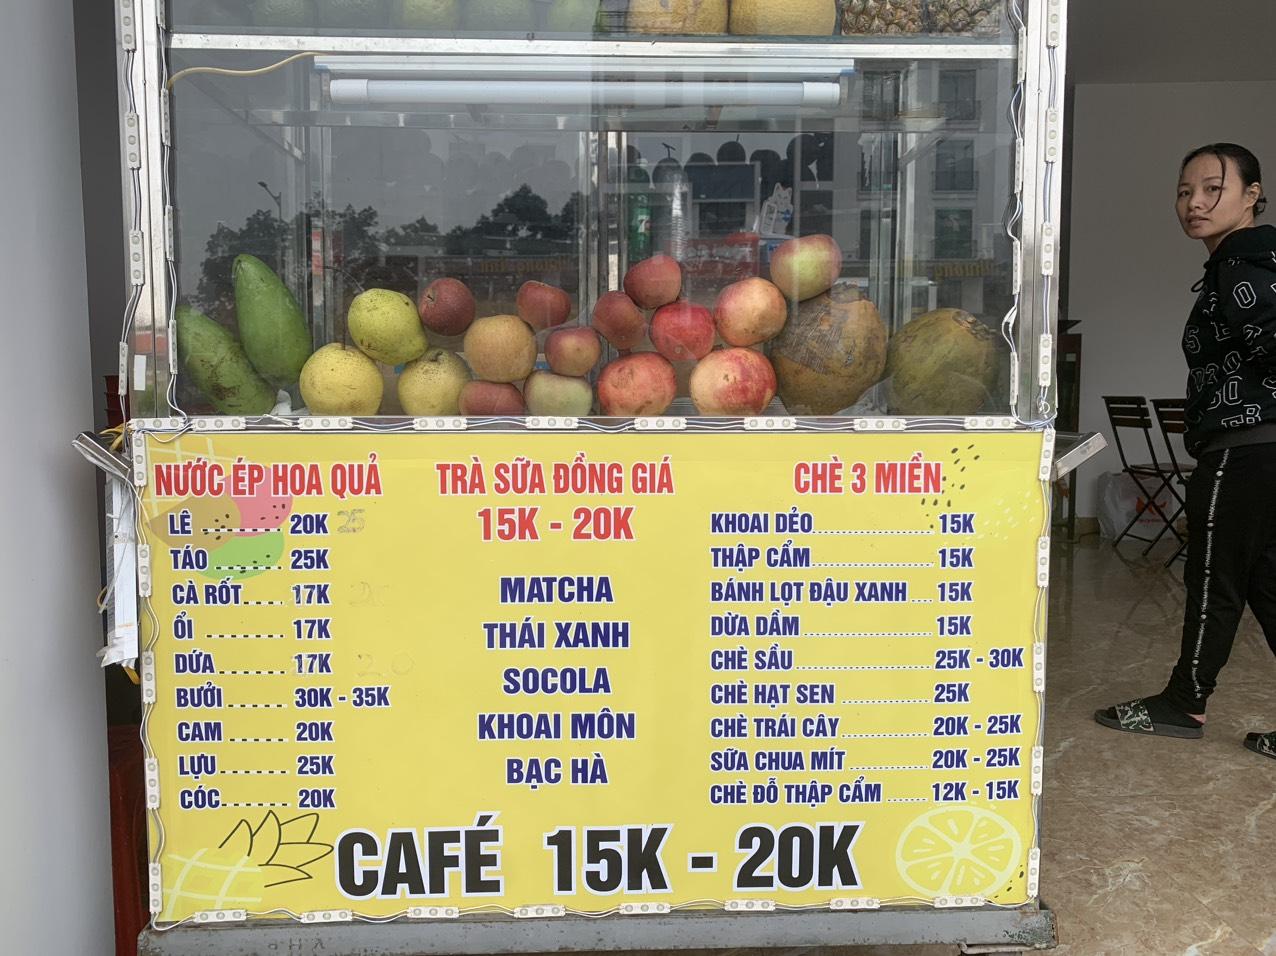 NƯỚC ÉP HOA QUẢ
LÊ ........ 20K 25
TÁO ........ 25K
CÀ RỐT ........ 17K 20
ỔI ........ 17K
DỨA ........ 17K 20
BƯỞI ........ 30K - 35K
CAM ........ 20K
LỰU ........ 25K
CÓC ........ 20K
TRÀ SỮA ĐỒNG GIÁ
15K - 20K
MATCHA
THÁI XANH
SOCOLA
KHOAI MÔN
BẠC HÀ
CHÈ 3 MIỀN
KHOAI DẺO ........ 15K
THẬP CẨM ........ 15K
BÁNH LỌT ĐẬU XANH .... 15K
DỪA DẦM ........ 15K
CHÈ SẦU ........ 25K - 30K
CHÈ HẠT SEN ........ 25K
CHÈ TRÁI CÂY ........ 20K - 25K
SỮA CHUA MÍT ........ 20K - 25K
CHÈ ĐỖ THẬP CẨM ...... 12K - 15K
CAFÉ 15K - 20K